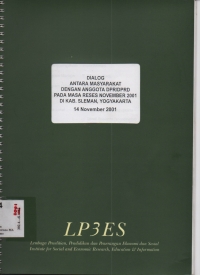 DIALOG
ANTARA MASYARAKAT
DENGAN ANGGOTA DPR/DPRD
PADA MASA RESES NOVEMBER 2001
DI KAB. SLEMAN, YOGYAKARTA
14 November 2001
LP3ES
Lembaga Penelitian, Pendidikan dan Penerangan Ekonomi dan Sosial
Institute for Social and Economic Research, Education & Information